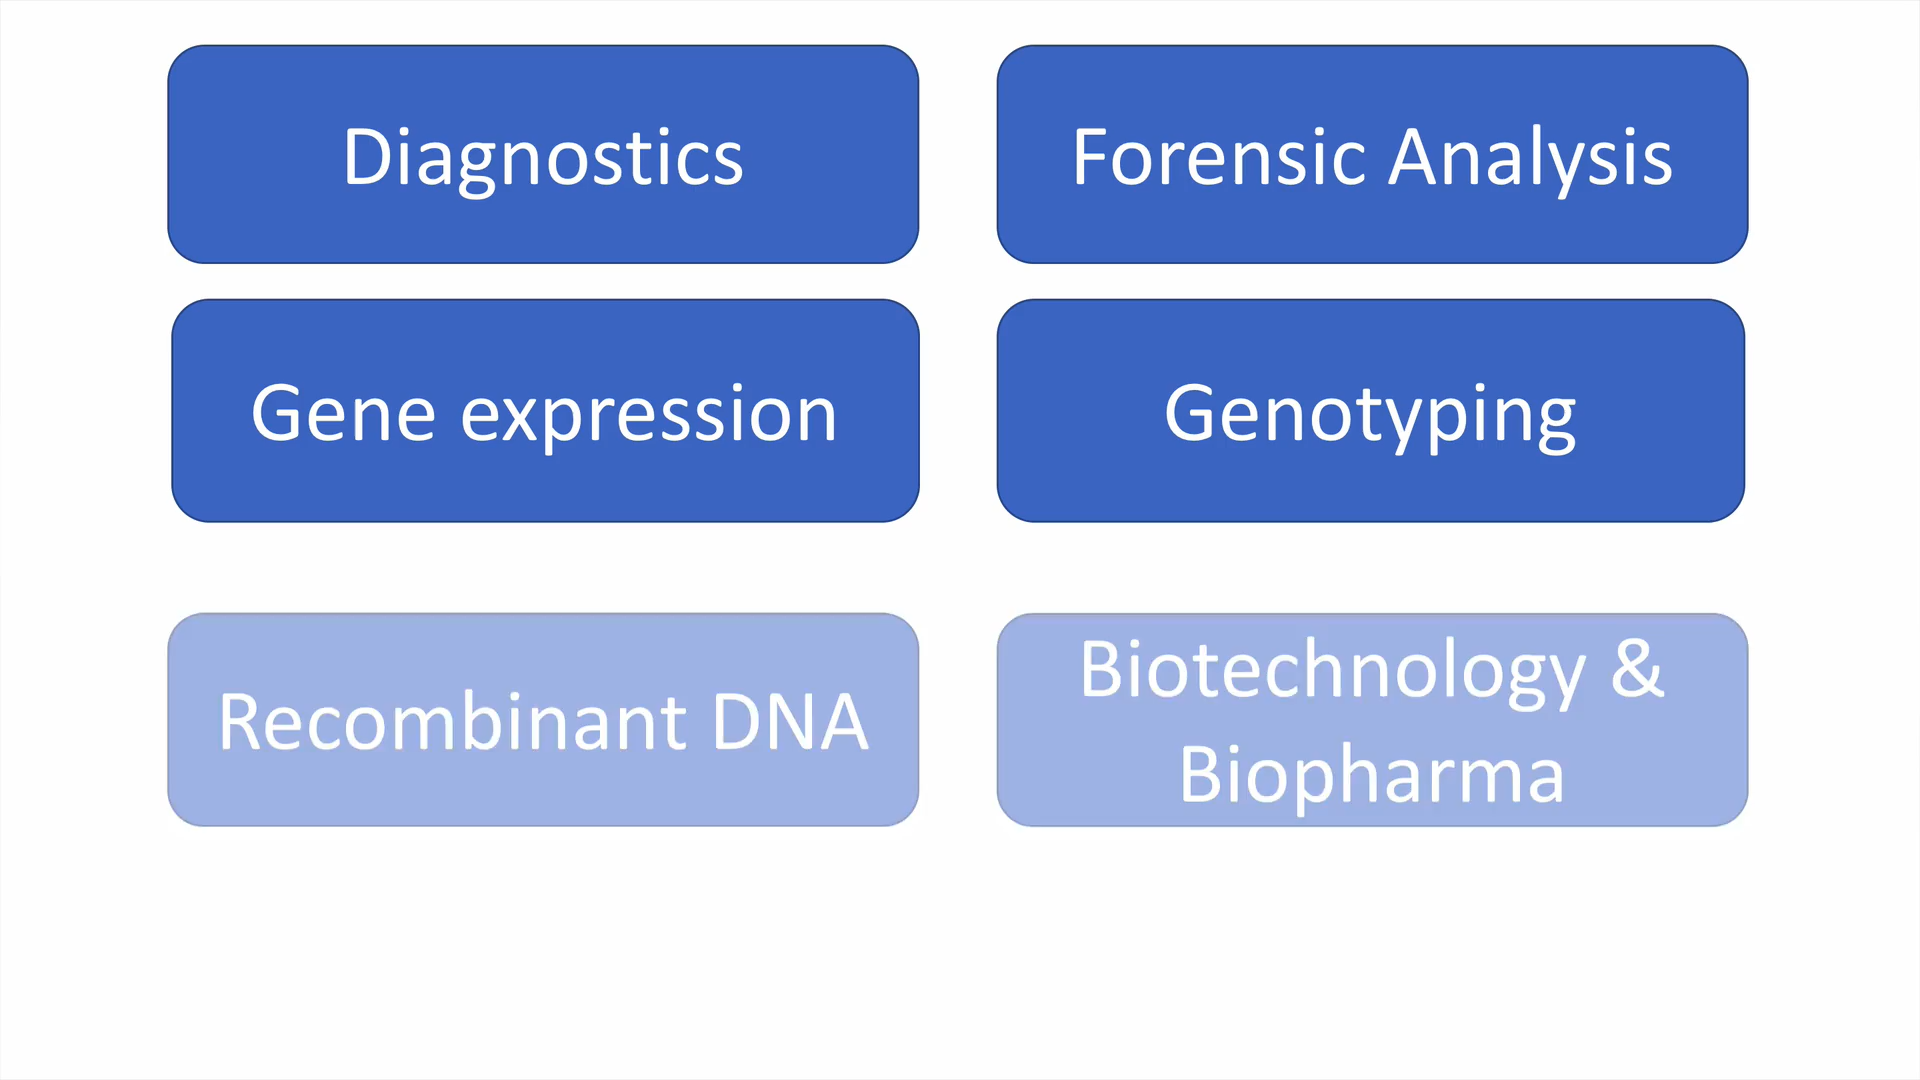 Diagnostics
Forensic Analysis
Gene expression
Genotyping
Recombinant DNA
Biotechnology &
Biopharma